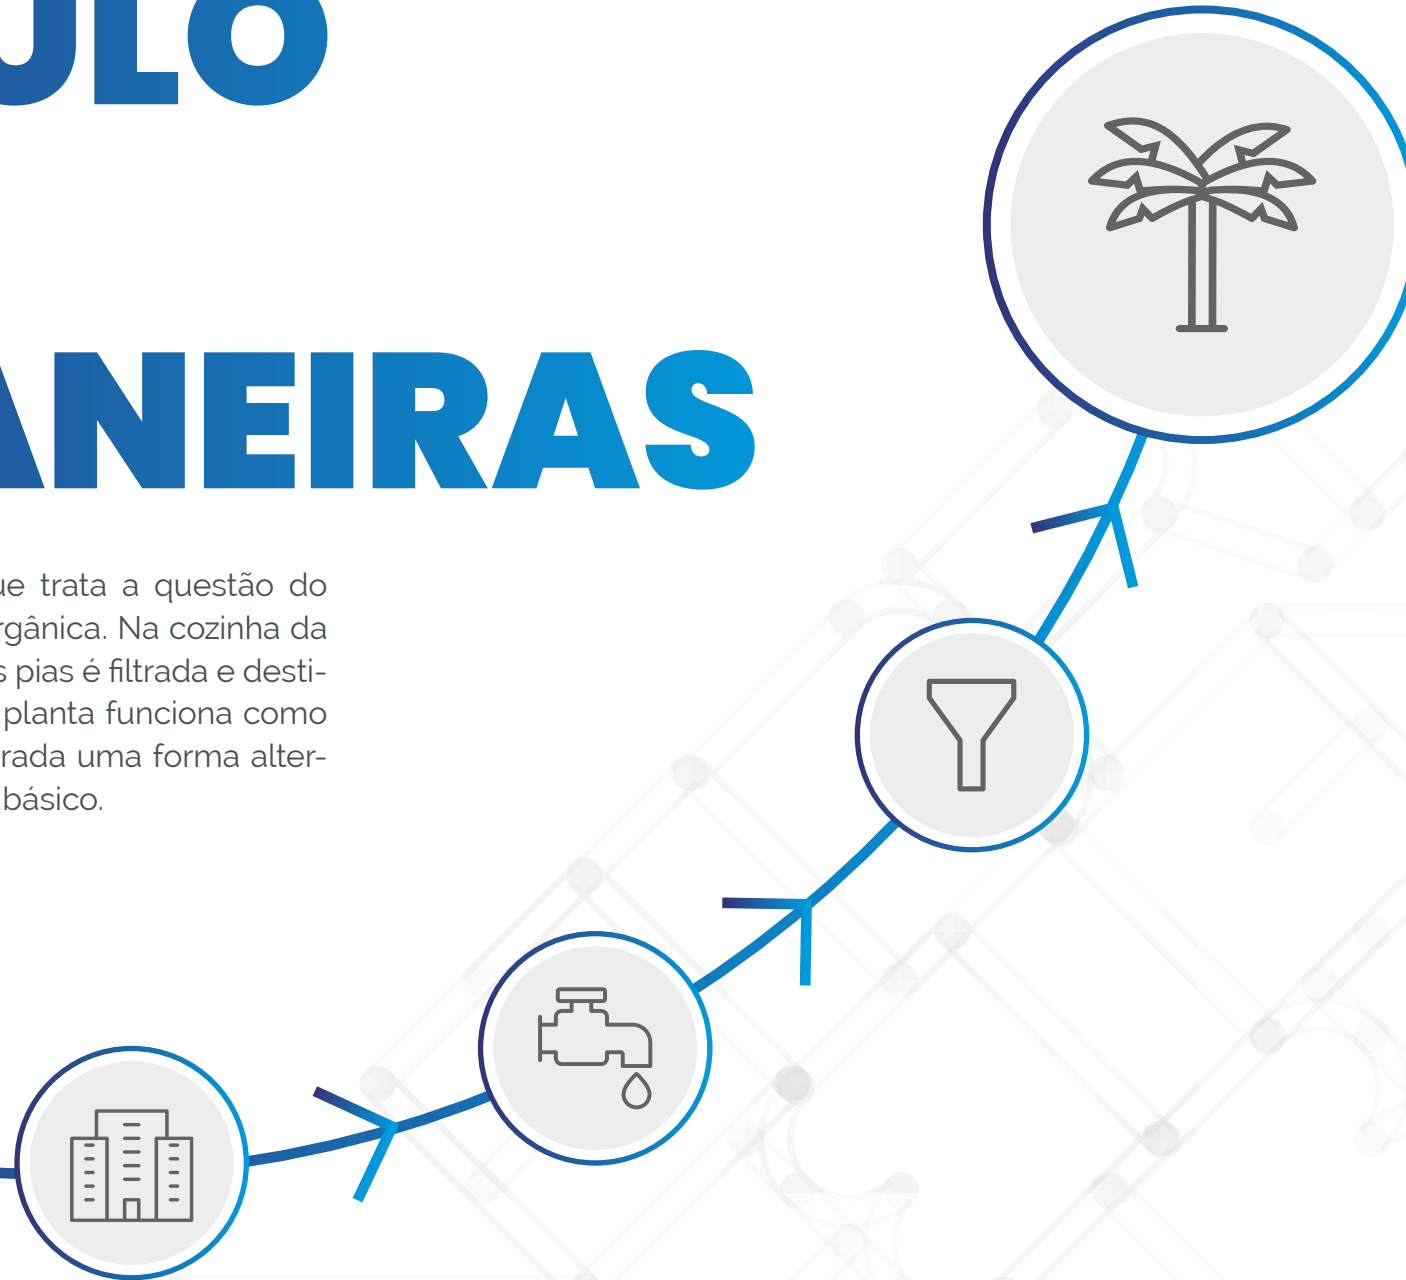 ULO
ANEIRAS
ue trata a questão do
rgânica. Na cozinha da
s pias é filtrada e desti-
planta funciona como
rada uma forma alter-
básico.